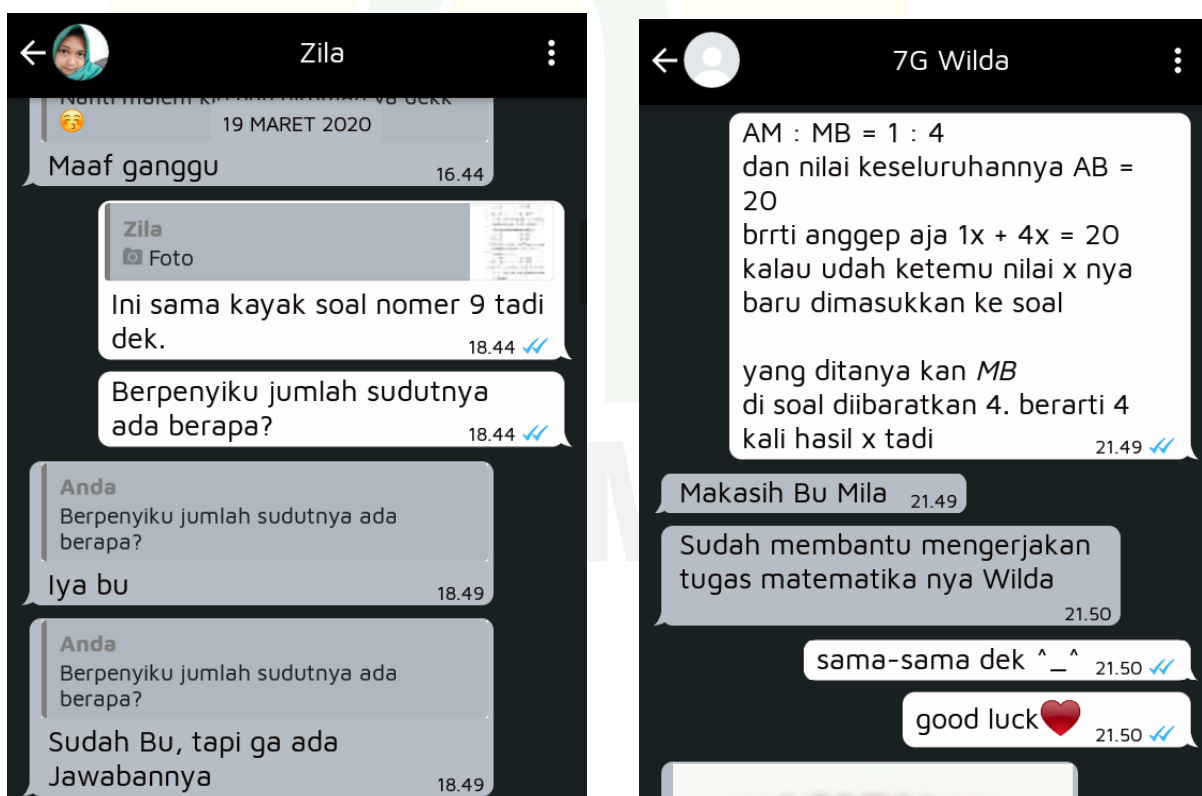 Zila
19 MARET 2020
Maaf ganggu
16.44
Zila
Foto
Ini sama kayak soal nomer 9 tadi
dek.
18.44
Berpenyiku jumlah sudutnya
ada berapa?
18.44
Anda
Berpenyiku jumlah sudutnya ada
berapa?
Iya bu
18.49
Anda
Berpenyiku jumlah sudutnya ada
berapa?
Sudah Bu, tapi ga ada
Jawabannya
18.49
7G Wilda
AM : MB = 1 : 4
dan nilai keseluruhannya AB =
20
brrti anggep aja 1x + 4x = 20
kalau udah ketemu nilai x nya
baru dimasukkan ke soal
yang ditanya kan MB
di soal diibaratkan 4. berarti 4
kali hasil x tadi
21.49
Makasih Bu Mila
21.49
Sudah membantu mengerjakan
tugas matematika nya Wilda
21.50
sama-sama dek ^_^
21.50
good luck
21.50